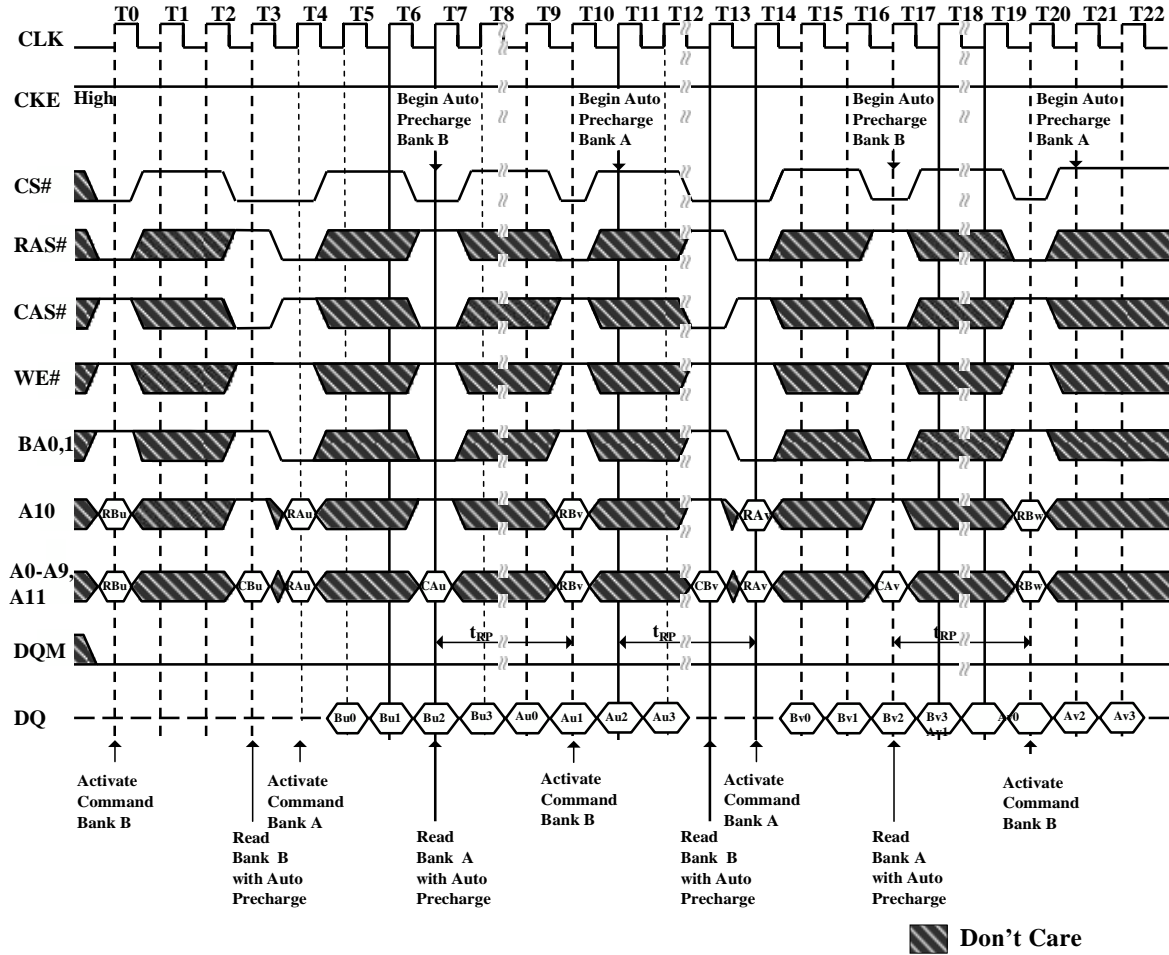 T0 T1 T2 T3 T4 T5 T6 T7 T8 T9 T10 T11 T12 T13 T14 T15 T16 T17 T18 T19 T20 T21 T22
CLK
CKE High
Begin Auto
Precharge
Bank B
Begin Auto
Precharge
Bank A
Begin Auto
Precharge
Bank B
Begin Auto
Precharge
Bank A
CS#
RAS#
CAS#
WE#
BA0,1
A10 RBu RAu RBv RAv RBw
A0-A9,
A11
RBu CBu RAu CAu RBv CBv RAv CAv RBw
tRP tRP tRP
DQM
DQ Bu0 Bu1 Bu2 Bu3 Au0 Au1 Au2 Au3 Bv0 Bv1 Bv2 Bv3 Av0 Av2 Av3
Av1
Activate
Command
Bank B
Activate
Command
Bank A
Activate
Command
Bank B
Activate
Command
Bank A
Activate
Command
Bank B
Read
Bank B
with Auto
Precharge
Read
Bank A
with Auto
Precharge
Read
Bank B
with Auto
Precharge
Read
Bank A
with Auto
Precharge
Don't Care